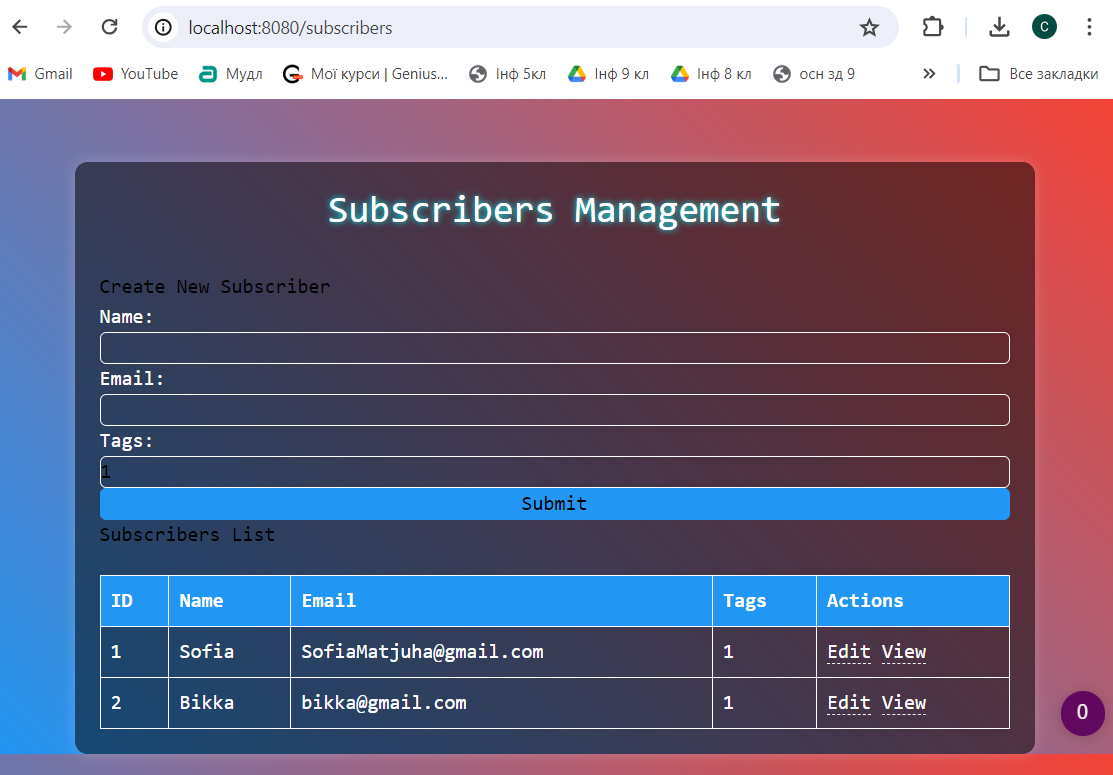 localhost:8080/subscribers
C
Gmail YouTube Мудл Мої курси | Genius... Інф 5кл Інф 9 кл Інф 8 кл осн зд 9 » Все закладки
Subscribers Management
Create New Subscriber
Name:
Email:
Tags:
1
Submit
Subscribers List
ID Name Email Tags Actions
1 Sofia SofiaMatjuha@gmail.com 1 Edit View
2 Bikka bikka@gmail.com 1 Edit View
0